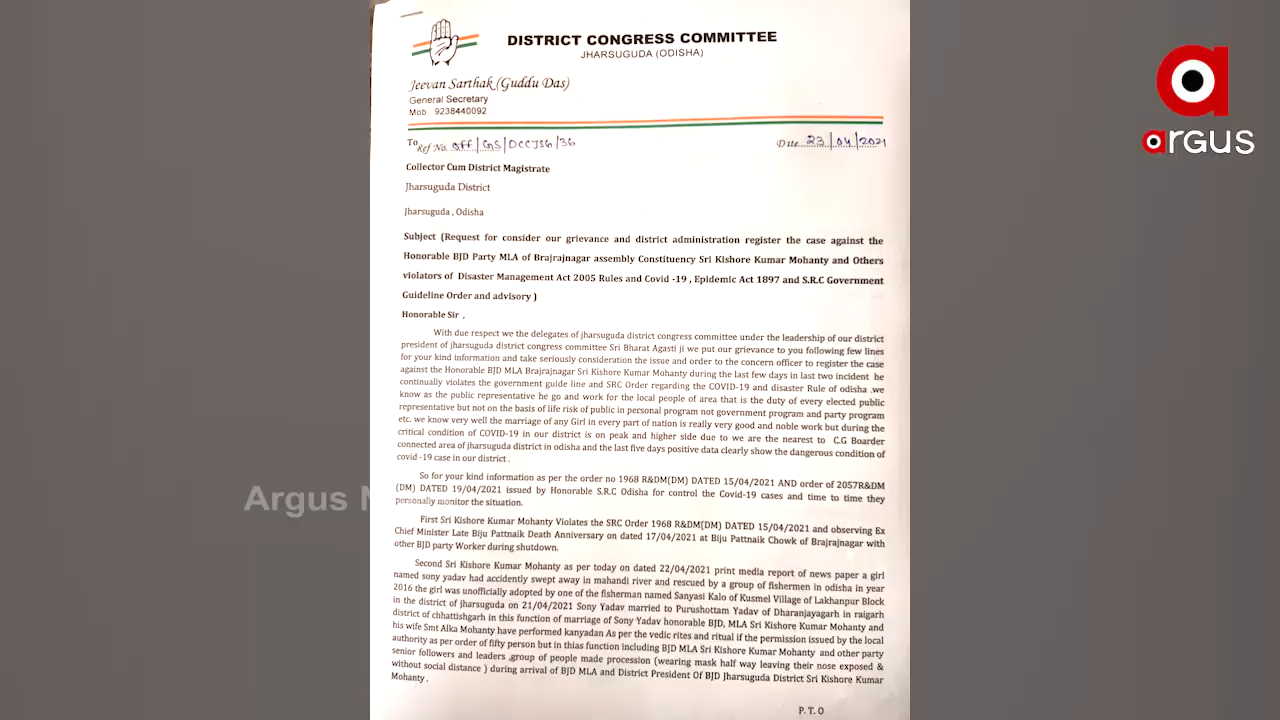 DISTRICT CONGRESS COMMITTEE
JHARSUGUDA (ODISHA)
Jeevan Sarthak (Guddu Das)
General Secretary
Mob 9238440092
To
Ref No. OFF/GS/DCCJSG/36
Date 23/04/2021
Collector Cum District Magistrate
Jharsuguda District
Jharsuguda , Odisha
Subject (Request for consider our grievance and district administration register the case against the
Honorable BJD Party MLA of Brajrajnagar assembly Constituency Sri Kishore Kumar Mohanty and Others
violators of Disaster Management Act 2005 Rules and Covid -19 , Epidemic Act 1897 and S.R.C Government
Guideline Order and advisory )
Honorable Sir ,
With due respect we the delegates of jharsuguda district congress committee under the leadership of our district
president of jharsuguda district congress committee Sri Bharat Agasti ji we put our grievance to you following few lines
for your kind information and take seriously consideration the issue and order to the concern officer to register the case
against the Honorable BJD MLA Brajrajnagar Sri Kishore Kumar Mohanty during the last few days in last two incident he
continually violates the government guide line and SRC Order regarding the COVID-19 and disaster Rule of odisha .we
know as the public representative he go and work for the local people of area that is the duty of every elected public
representative but not on the basis of life risk of public in personal program not government program and party program
etc. we know very well the marriage of any Girl in every part of nation is really very good and noble work but during the
critical condition of COVID-19 in our district is on peak and higher side due to we are the nearest to C.G Boarder
connected area of jharsuguda district in odisha and the last five days positive data clearly show the dangerous condition of
covid -19 case in our district .
So for your kind information as per the order no 1968 R&DM(DM) DATED 15/04/2021 AND order of 2057R&DM
(DM) DATED 19/04/2021 issued by Honorable S.R.C Odisha for control the Covid-19 cases and time to time they
personally monitor the situation.
First Sri Kishore Kumar Mohanty Violates the SRC Order 1968 R&DM(DM) DATED 15/04/2021 and observing Ex
Chief Minister Late Biju Pattnaik Death Anniversary on dated 17/04/2021 at Biju Pattnaik Chowk of Brajrajnagar with
other BJD party Worker during shutdown.
Second Sri Kishore Kumar Mohanty as per today on dated 22/04/2021 print media report of news paper a girl
named sony yadav had accidently swept away in mahandi river and rescued by a group of fishermen in odisha in year
2016 the girl was unofficially adopted by one of the fisherman named Sanyasi Kalo of Kusmel Village of Lakhanpur Block
in the district of jharsuguda on 21/04/2021 Sony Yadav married to Purushottam Yadav of Dharanjayagarh in raigarh
district of chhattishgarh in this function of marriage of Sony Yadav honorable BJD, MLA Sri Kishore Kumar Mohanty and
his wife Smt Alka Mohanty have performed kanyadan As per the vedic rites and ritual if the permission issued by the local
authority as per order of fifty person but in thias function including BJD MLA Sri Kishore Kumar Mohanty and other party
senior followers and leaders ,group of people made procession (wearing mask half way leaving their nose exposed &
without social distance ) during arrival of BJD MLA and District President Of BJD Jharsuguda District Sri Kishore Kumar
Mohanty .
P. T. O
argus
Argus